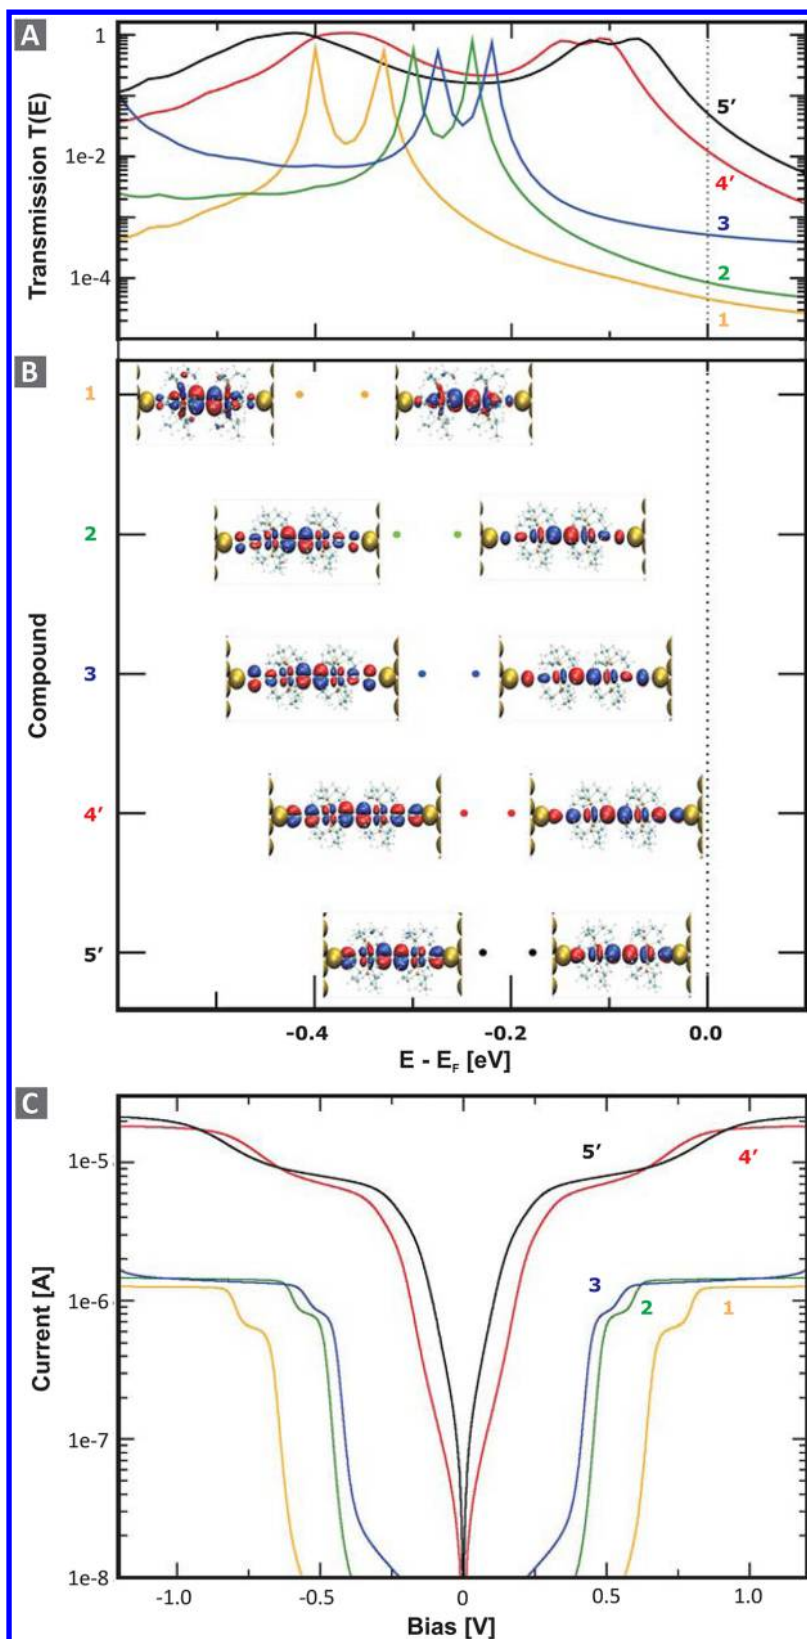 A
1
Transmission T(E)
1e-2
1e-4
5’
4’
3
2
1
B
Compound
1
2
3
4’
5’
-0.4
-0.2
0.0
E - E_F [eV]
C
Current [A]
1e-5
1e-6
1e-7
1e-8
5’
4’
3
2
1
-1.0
-0.5
0
0.5
1.0
Bias [V]